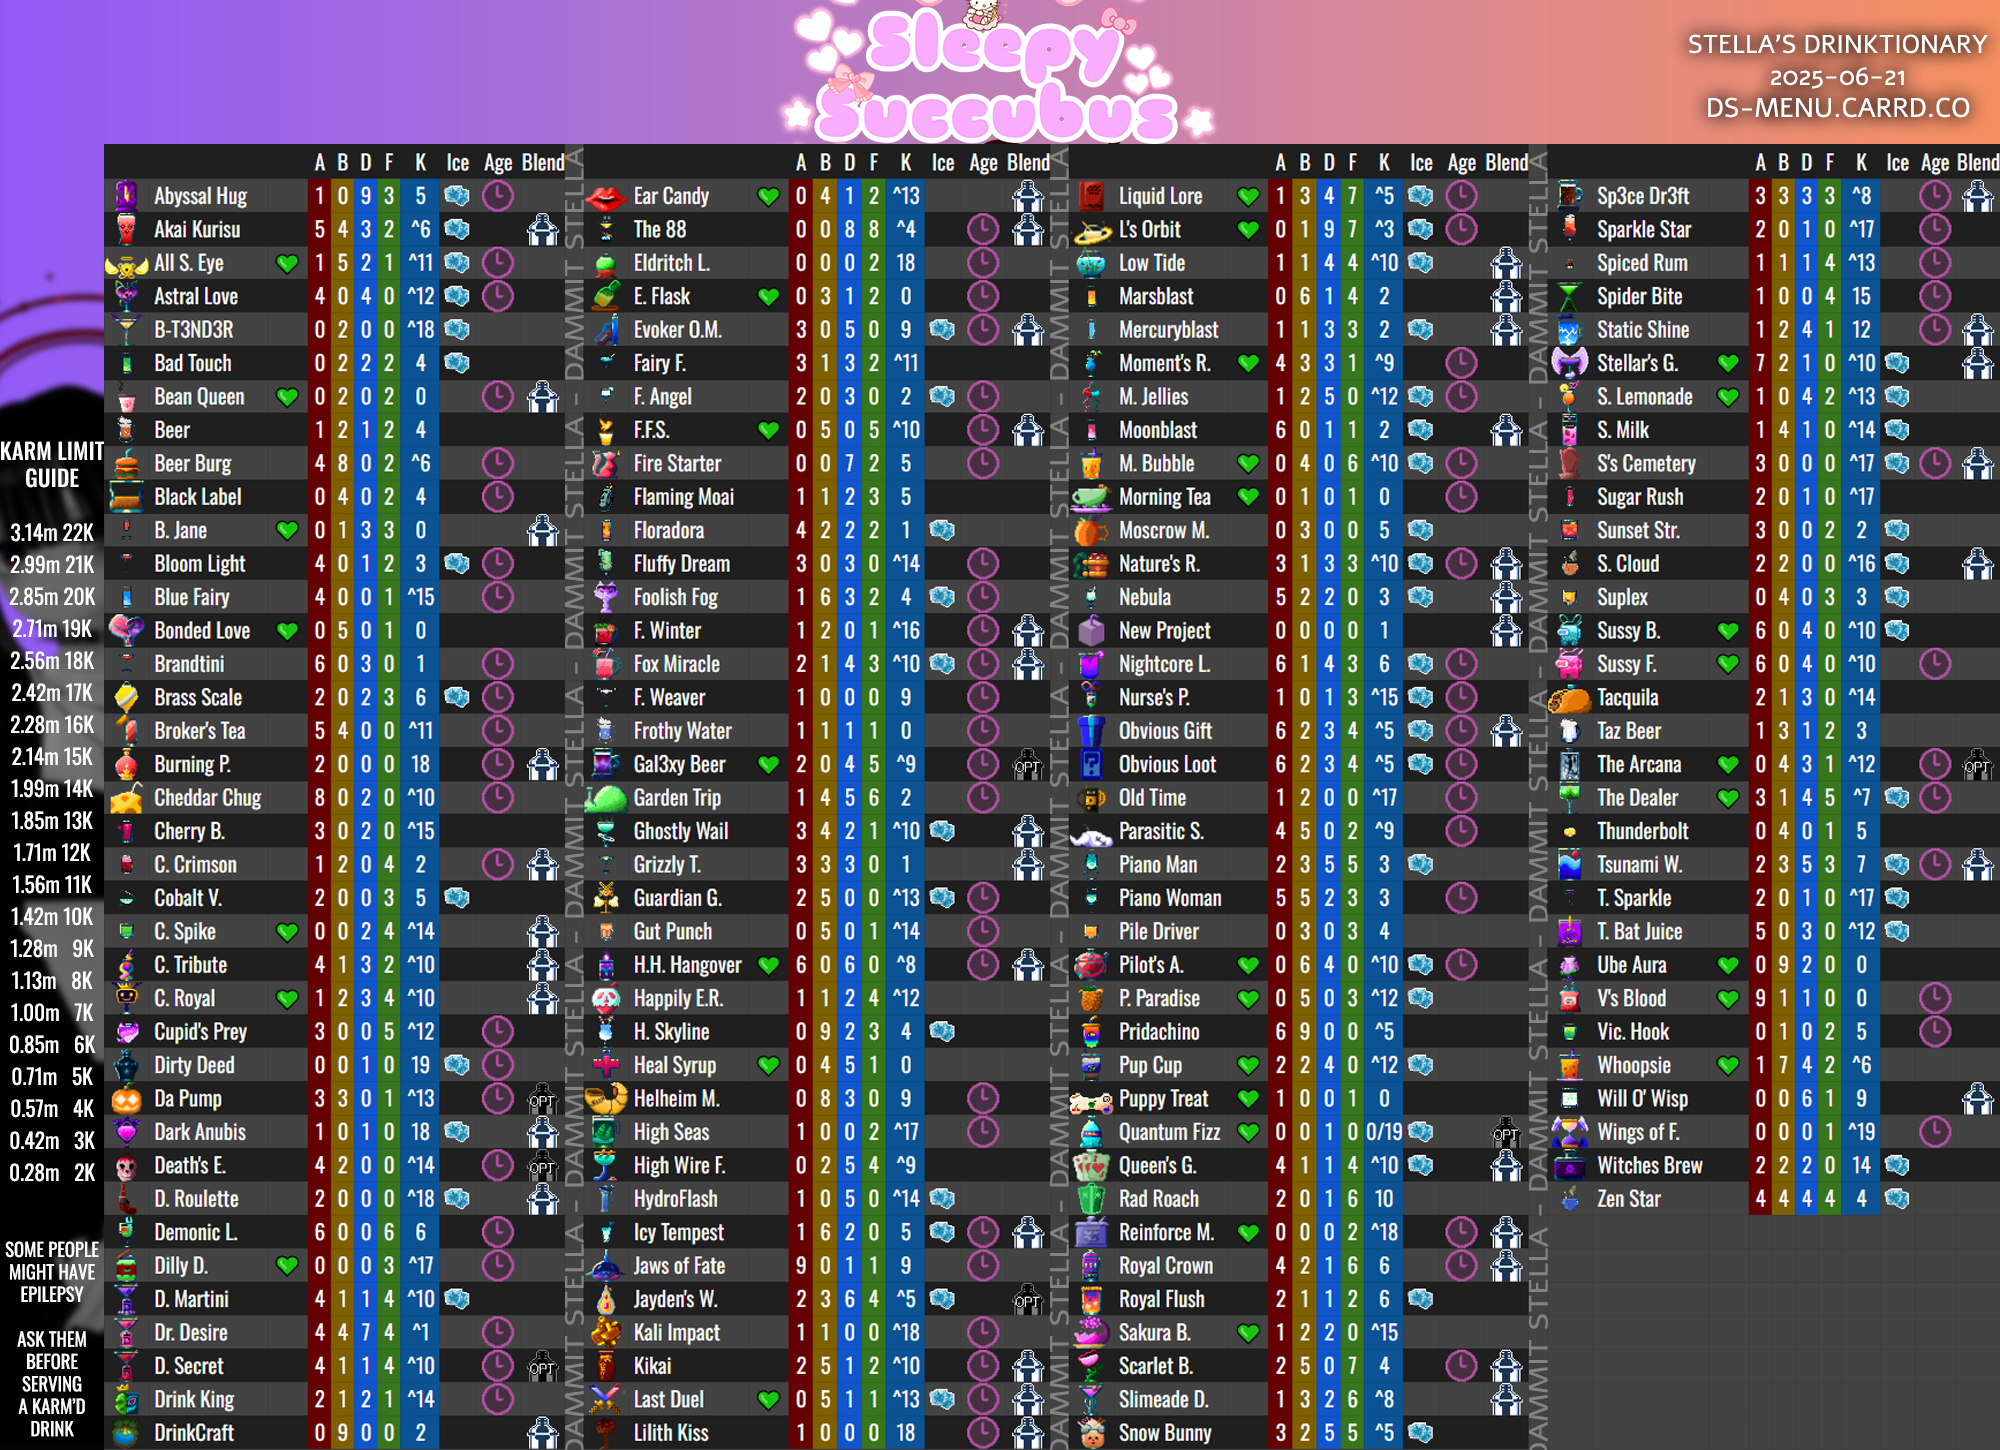 Sleepy
Succubus
STELLA'S DRINKTIONARY
2025-06-21
DS-MENU.CARRD.CO
KARM LIMIT
GUIDE
3.14m 22K
2.99m 21K
2.85m 20K
2.71m 19K
2.56m 18K
2.42m 17K
2.28m 16K
2.14m 15K
1.99m 14K
1.85m 13K
1.71m 12K
1.56m 11K
1.42m 10K
1.28m 9K
1.13m 8K
1.00m 7K
0.85m 6K
0.71m 5K
0.57m 4K
0.42m 3K
0.28m 2K
SOME PEOPLE
MIGHT HAVE
EPILEPSY
ASK THEM
BEFORE
SERVING
A KARM'D
DRINK
A B D F K Ice Age Blend
Abyssal Hug 1 0 9 3 5
Akai Kurisu 5 4 3 2 ^6
All S. Eye 1 5 2 1 ^11
Astral Love 4 0 4 0 ^12
B-T3ND3R 0 2 0 0 ^18
Bad Touch 0 2 2 2 4
Bean Queen 0 2 0 2 0
Beer 1 2 1 2 4
Beer Burg 4 8 0 2 ^6
Black Label 0 4 0 2 4
B. Jane 0 1 3 3 0
Bloom Light 4 0 1 2 3
Blue Fairy 4 0 0 1 ^15
Bonded Love 0 5 0 1 0
Brandtini 6 0 3 0 1
Brass Scale 2 0 2 3 6
Broker's Tea 5 4 0 0 ^11
Burning P. 2 0 0 0 18
Cheddar Chug 8 0 2 0 ^10
Cherry B. 3 0 2 0 ^15
C. Crimson 1 2 0 4 2
Cobalt V. 2 0 0 3 5
C. Spike 0 0 2 4 ^14
C. Tribute 4 1 3 2 ^10
C. Royal 1 2 3 4 ^10
Cupid's Prey 3 0 0 5 ^12
Dirty Deed 0 0 1 0 19
Da Pump 3 3 0 1 ^13 OPT
Dark Anubis 1 0 1 0 18
Death's E. 4 2 0 0 ^14 OPT
D. Roulette 2 0 0 0 ^18
Demonic L. 6 0 0 6 6
Dilly D. 0 0 0 3 ^17
D. Martini 4 1 1 4 ^10
Dr. Desire 4 4 7 4 ^1
D. Secret 4 1 1 4 ^10 OPT
Drink King 2 1 2 1 ^14
DrinkCraft 0 9 0 0 2
DAMMIT STELLA - DAMMIT STELLA - DAMMIT STELLA - DAMMIT STELLA - DAMMIT STELLA
A B D F K Ice Age Blend
Ear Candy 0 4 1 2 ^13
The 88 0 0 8 8 ^4
Eldritch L. 0 0 0 2 18
E. Flask 0 3 1 2 0
Evoker O.M. 3 0 5 0 9
Fairy F. 3 1 3 2 ^11
F. Angel 2 0 3 0 2
F.F.S. 0 5 0 5 ^10
Fire Starter 0 0 7 2 5
Flaming Moai 1 1 2 3 5
Floradora 4 2 2 2 1
Fluffy Dream 3 0 3 0 ^14
Foolish Fog 1 6 3 2 4
F. Winter 1 2 0 1 ^16
Fox Miracle 2 1 4 3 ^10
F. Weaver 1 0 0 0 9
Frothy Water 1 1 1 1 0
Gal3xy Beer 2 0 4 5 ^9 OPT
Garden Trip 1 4 5 6 2
Ghostly Wail 3 4 2 1 ^10
Grizzly T. 3 3 3 0 1
Guardian G. 2 5 0 0 ^13
Gut Punch 0 5 0 1 ^14
H.H. Hangover 6 0 6 0 ^8
Happily E.R. 1 1 2 4 ^12
H. Skyline 0 9 2 3 4
Heal Syrup 0 4 5 1 0
Helheim M. 0 8 3 0 9
High Seas 1 0 0 2 ^17
High Wire F. 0 2 5 4 ^9
HydroFlash 1 0 5 0 ^14
Icy Tempest 1 6 2 0 5
Jaws of Fate 9 0 1 1 9
Jayden's W. 2 3 6 4 ^5 OPT
Kali Impact 1 1 0 0 ^18
Kikai 2 5 1 2 ^10
Last Duel 0 5 1 1 ^13
Lilith Kiss 1 0 0 0 18
DAMMIT STELLA - DAMMIT STELLA - DAMMIT STELLA - DAMMIT STELLA - DAMMIT STELLA
A B D F K Ice Age Blend
Liquid Lore 1 3 4 7 ^5
L's Orbit 0 1 9 7 ^3
Low Tide 1 1 4 4 ^10
Marsblast 0 6 1 4 2
Mercuryblast 1 1 3 3 2
Moment's R. 4 3 3 1 ^9
M. Jellies 1 2 5 0 ^12
Moonblast 6 0 1 1 2
M. Bubble 0 4 0 6 ^10
Morning Tea 0 1 0 1 0
Moscrow M. 0 3 0 0 5
Nature's R. 3 1 3 3 ^10
Nebula 5 2 2 0 3
New Project 0 0 0 0 1
Nightcore L. 6 1 4 3 6
Nurse's P. 1 0 1 3 ^15
Obvious Gift 6 2 3 4 ^5
Obvious Loot 6 2 3 4 ^5
Old Time 1 2 0 0 ^17
Parasitic S. 4 5 0 2 ^9
Piano Man 2 3 5 5 3
Piano Woman 5 5 2 3 3
Pile Driver 0 3 0 3 4
Pilot's A. 0 6 4 0 ^10
P. Paradise 0 5 0 3 ^12
Pridachino 6 9 0 0 ^5
Pup Cup 2 2 4 0 ^12
Puppy Treat 1 0 0 1 0
Quantum Fizz 0 0 1 0 0/19 OPT
Queen's G. 4 1 1 4 ^10
Rad Roach 2 0 1 6 10
Reinforce M. 0 0 0 2 ^18
Royal Crown 4 2 1 6 6
Royal Flush 2 1 1 2 6
Sakura B. 1 2 2 0 ^15
Scarlet B. 2 5 0 7 4
Slimeade D. 1 3 2 6 ^8
Snow Bunny 3 2 5 5 ^5
DAMMIT STELLA - DAMMIT STELLA - DAMMIT STELLA - DAMMIT STELLA - DAMMIT STELLA
A B D F K Ice Age Blend
Sp3ce Dr3ft 3 3 3 3 ^8
Sparkle Star 2 0 1 0 ^17
Spiced Rum 1 1 1 4 ^13
Spider Bite 1 0 0 4 15
Static Shine 1 2 4 1 12
Stellar's G. 7 2 1 0 ^10
S. Lemonade 1 0 4 2 ^13
S. Milk 1 4 1 0 ^14
S's Cemetery 3 0 0 0 ^17
Sugar Rush 2 0 1 0 ^17
Sunset Str. 3 0 0 2 2
S. Cloud 2 2 0 0 ^16
Suplex 0 4 0 3 3
Sussy B. 6 0 4 0 ^10
Sussy F. 6 0 4 0 ^10
Tacquila 2 1 3 0 ^14
Taz Beer 1 3 1 2 3
The Arcana 0 4 3 1 ^12 OPT
The Dealer 3 1 4 5 ^7
Thunderbolt 0 4 0 1 5
Tsunami W. 2 3 5 3 7
T. Sparkle 2 0 1 0 ^17
T. Bat Juice 5 0 3 0 ^12
Ube Aura 0 9 2 0 0
V's Blood 9 1 1 0 0
Vic. Hook 0 1 0 2 5
Whoopsie 1 7 4 2 ^6
Will O' Wisp 0 0 6 1 9
Wings of F. 0 0 0 1 ^19
Witches Brew 2 2 2 0 14
Zen Star 4 4 4 4 4